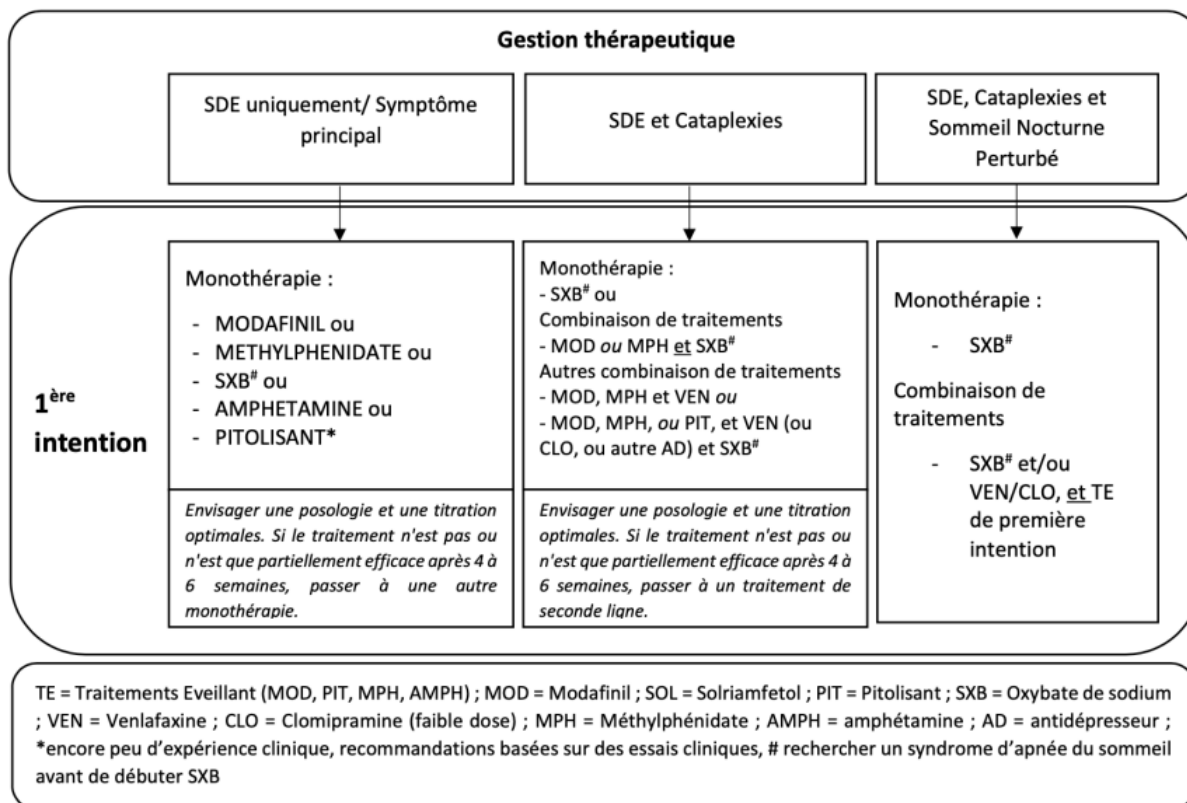 Gestion thérapeutique
SDE uniquement/ Symptôme
principal
SDE et Cataplexies
SDE, Cataplexies et
Sommeil Nocturne
Perturbé
1ère
intention
Monothérapie :
- MODAFINIL ou
- METHYLPHENIDATE ou
- SXB# ou
- AMPHETAMINE ou
- PITOLISANT*
Envisager une posologie et une titration
optimales. Si le traitement n'est pas ou
n'est que partiellement efficace après 4 à
6 semaines, passer à une autre
monothérapie.
Monothérapie :
- SXB# ou
Combinaison de traitements
- MOD ou MPH et SXB#
Autres combinaison de traitements
- MOD, MPH et VEN ou
- MOD, MPH, ou PIT, et VEN (ou
CLO, ou autre AD) et SXB#
Envisager une posologie et une titration
optimales. Si le traitement n'est pas ou
n'est que partiellement efficace après 4 à
6 semaines, passer à un traitement de
seconde ligne.
Monothérapie :
- SXB#
Combinaison de
traitements
- SXB# et/ou
VEN/CLO, et TE
de première
intention
TE = Traitements Eveillant (MOD, PIT, MPH, AMPH) ; MOD = Modafinil ; SOL = Solriamfetol ; PIT = Pitolisant ; SXB = Oxybate de sodium
; VEN = Venlafaxine ; CLO = Clomipramine (faible dose) ; MPH = Méthylphénidate ; AMPH = amphétamine ; AD = antidépresseur ;
*encore peu d'expérience clinique, recommandations basées sur des essais cliniques, # rechercher un syndrome d'apnée du sommeil
avant de débuter SXB